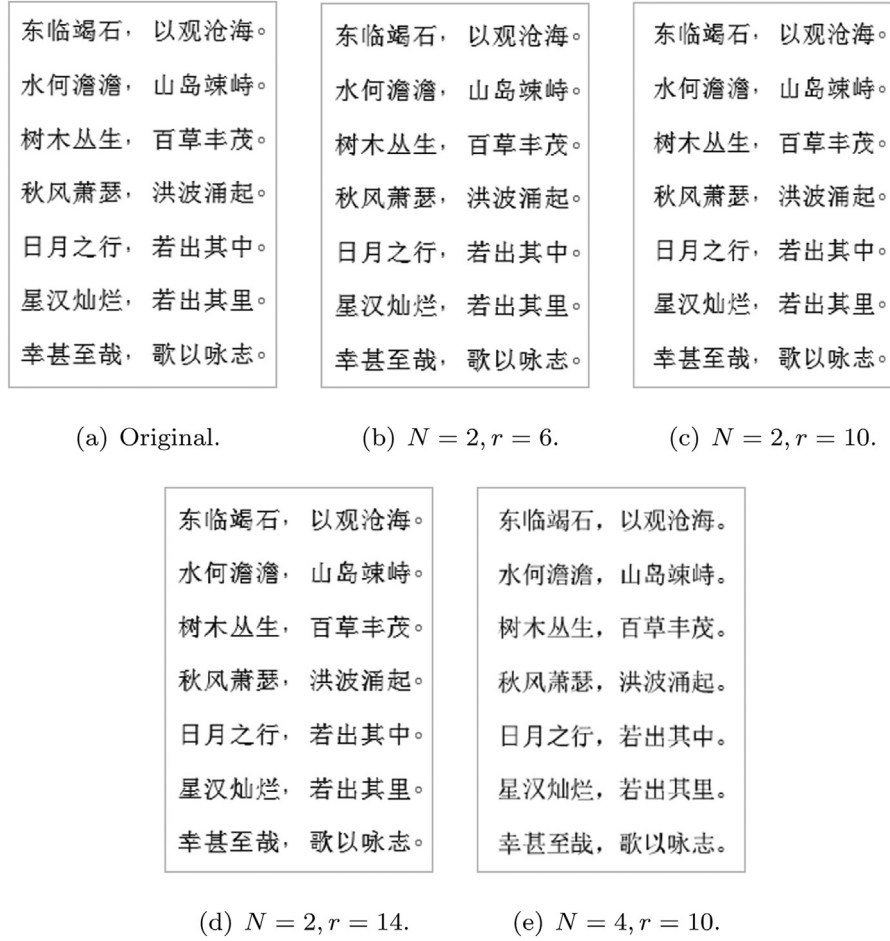 东临竭石， 以观沧海。
水何澹澹， 山岛竦峙。
树木丛生， 百草丰茂。
秋风萧瑟， 洪波涌起。
日月之行， 若出其中。
星汉灿烂， 若出其里。
幸甚至哉， 歌以咏志。
(a) Original.
东临竭石， 以观沧海。
水何澹澹， 山岛竦峙。
树木丛生， 百草丰茂。
秋风萧瑟， 洪波涌起。
日月之行， 若出其中。
星汉灿烂， 若出其里。
幸甚至哉， 歌以咏志。
(b) N = 2, r = 6.
东临竭石， 以观沧海。
水何澹澹， 山岛竦峙。
树木丛生， 百草丰茂。
秋风萧瑟， 洪波涌起。
日月之行， 若出其中。
星汉灿烂， 若出其里。
幸甚至哉， 歌以咏志。
(c) N = 2, r = 10.
东临竭石， 以观沧海。
水何澹澹， 山岛竦峙。
树木丛生， 百草丰茂。
秋风萧瑟， 洪波涌起。
日月之行， 若出其中。
星汉灿烂， 若出其里。
幸甚至哉， 歌以咏志。
(d) N = 2, r = 14.
东临竭石，以观沧海。
水何澹澹，山岛竦峙。
树木丛生，百草丰茂。
秋风萧瑟，洪波涌起。
日月之行，若出其中。
星汉灿烂，若出其里。
幸甚至哉，歌以咏志。
(e) N = 4, r = 10.